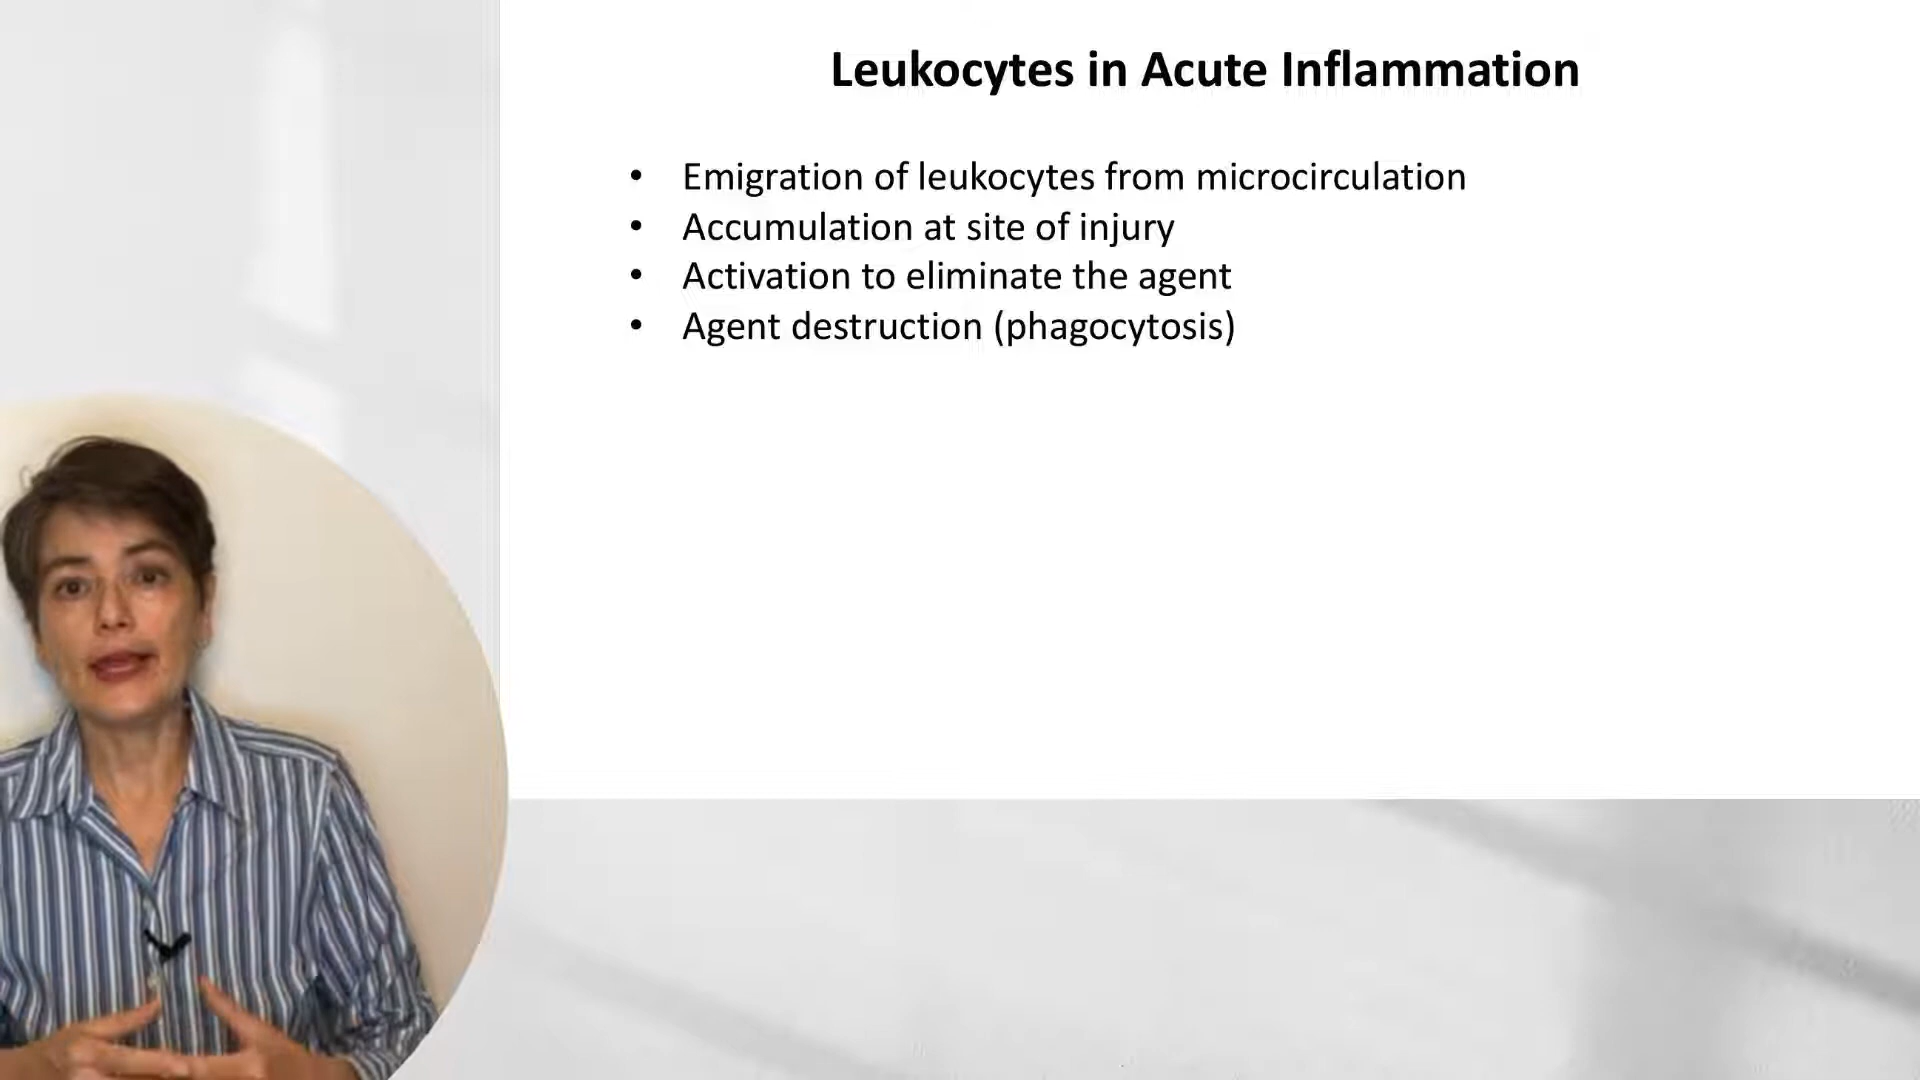 Leukocytes in Acute Inflammation
• Emigration of leukocytes from microcirculation
• Accumulation at site of injury
• Activation to eliminate the agent
• Agent destruction (phagocytosis)